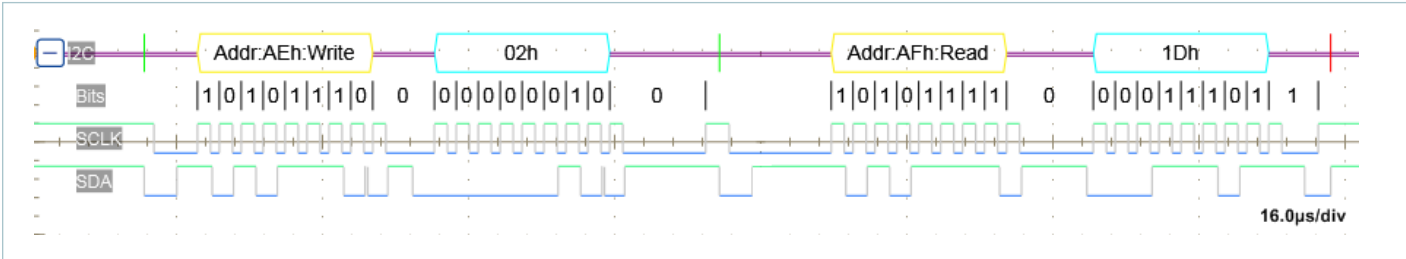 I2C Addr:AEh:Write 02h Addr:AFh:Read 1Dh
Bits 1 0 1 0 1 1 1 0 0 0 0 0 0 0 0 1 0 0 1 0 1 0 1 1 1 1 0 0 0 0 1 1 1 0 1 1
SCLK
SDA
16.0µs/div